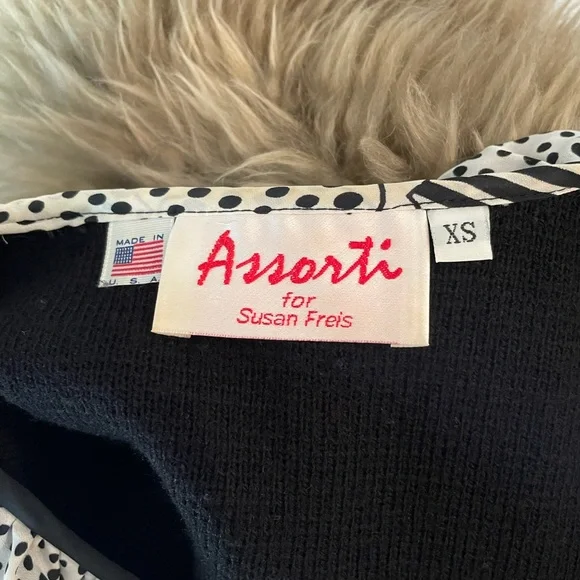 MADE IN
U S A
Assorti
for
Susan Freis
XS